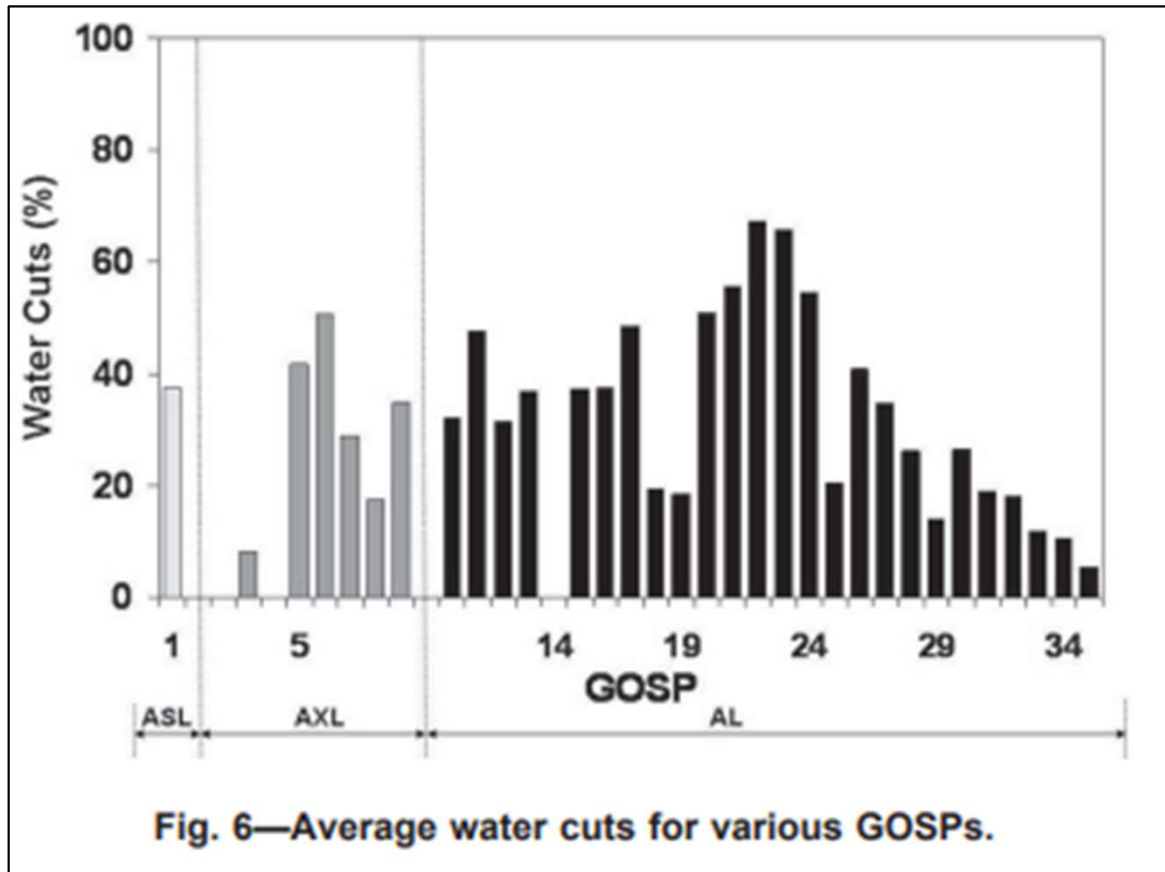 100
80
60
40
20
0
Water Cuts (%)
1 5 14 19 24 29 34
GOSP
ASL AXL AL
Fig. 6—Average water cuts for various GOSPs.